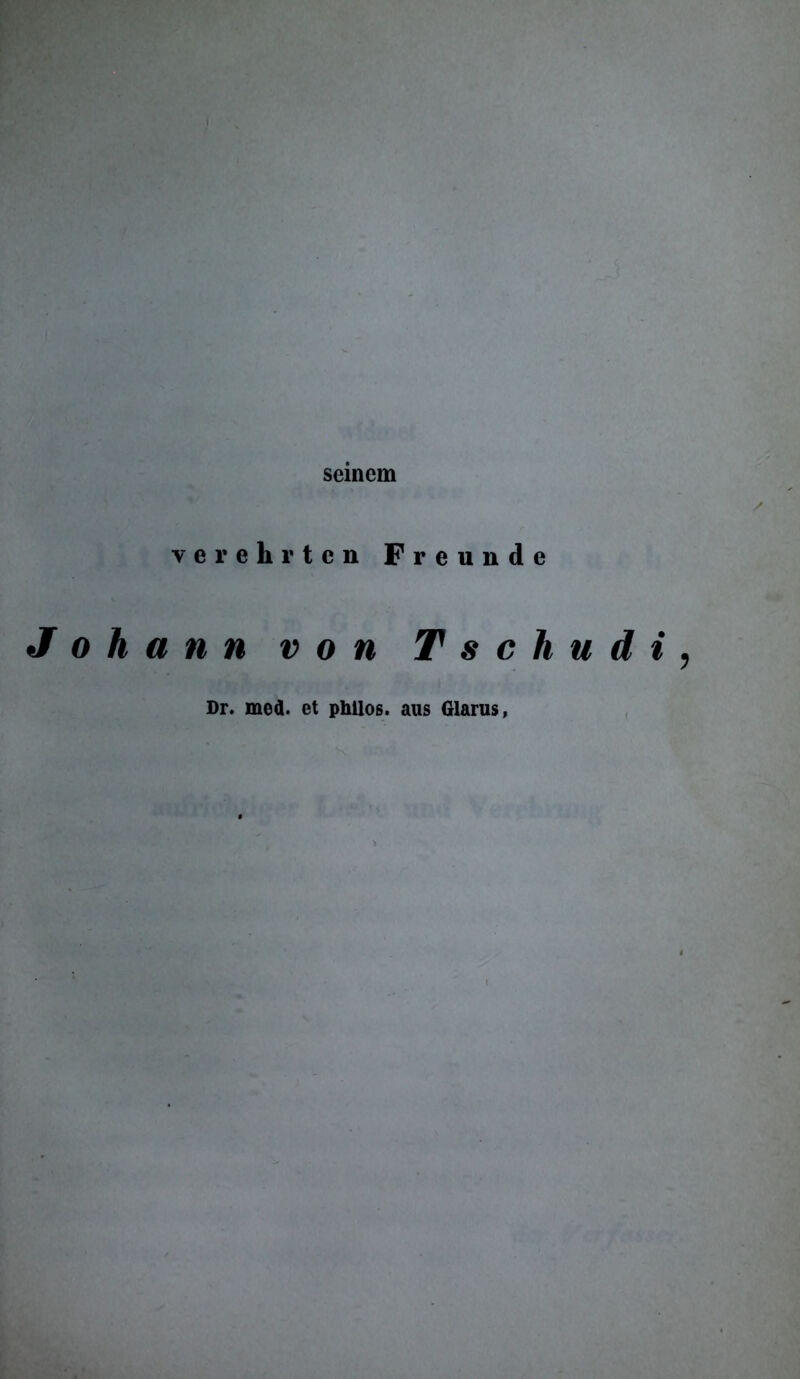 seinem
verehrten Freunde
Johann von Tschudi,
Dr. med. et philos. aus Glarus,